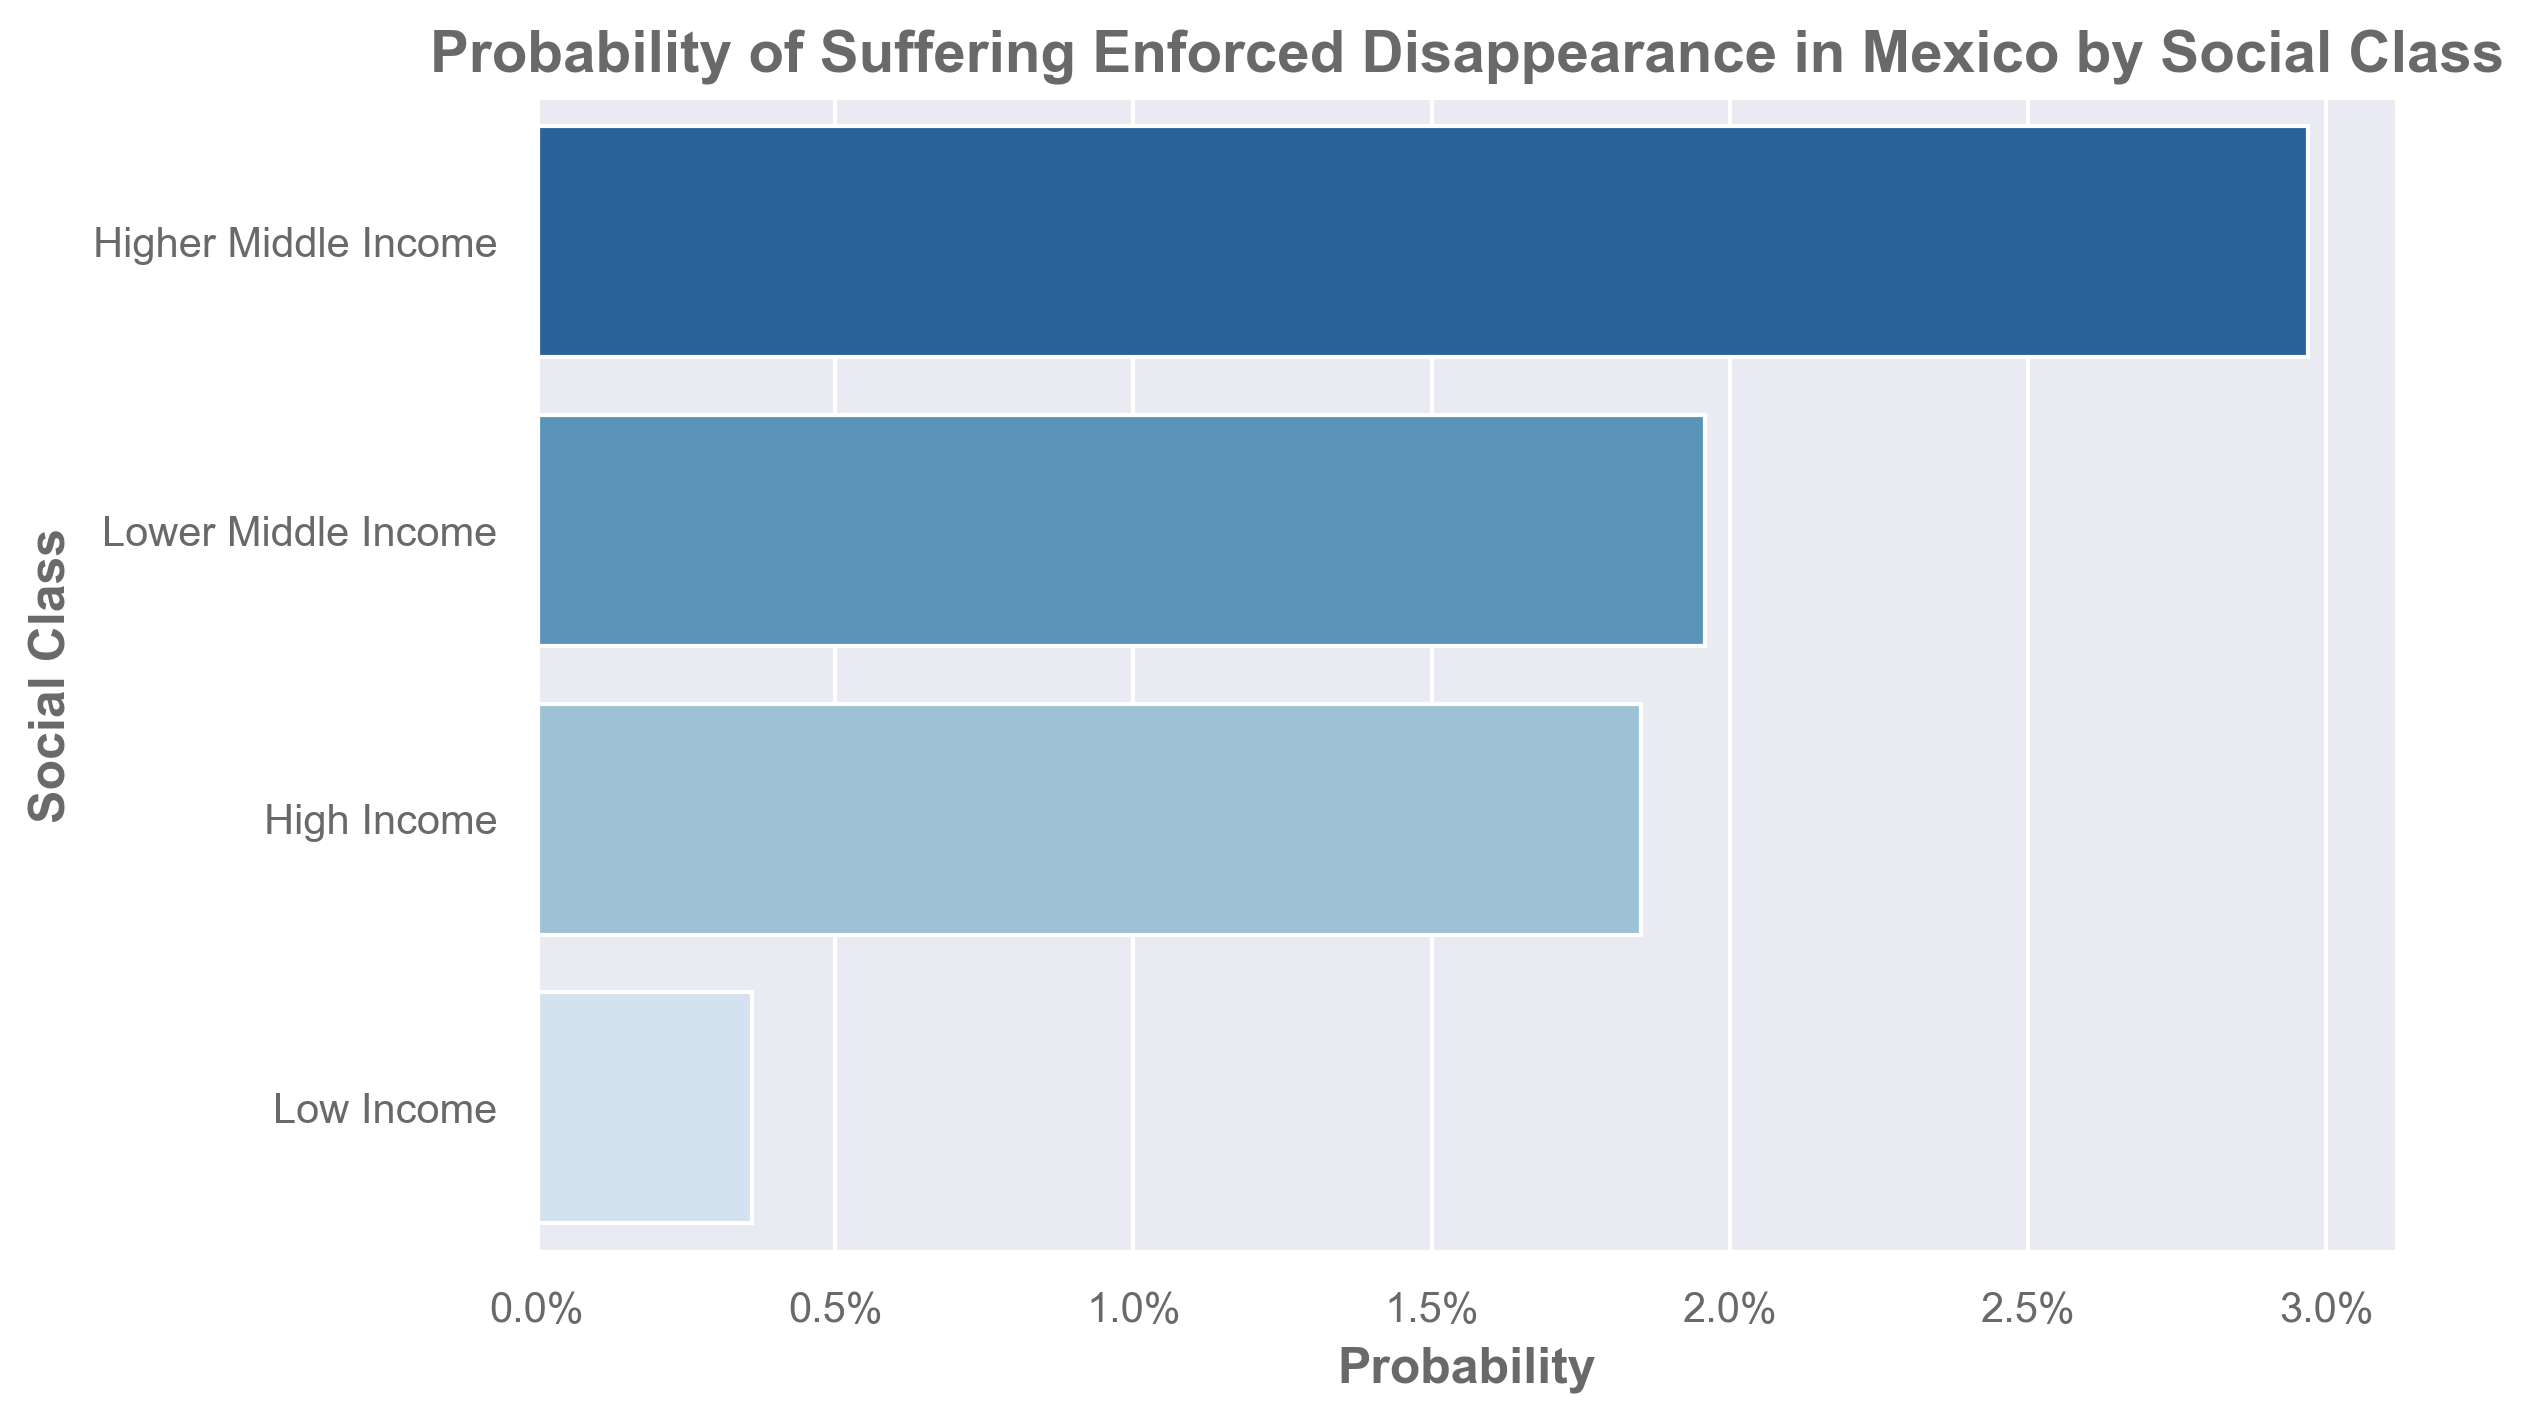 Probability of Suffering Enforced Disappearance in Mexico by Social Class
Social Class
Higher Middle Income
Lower Middle Income
High Income
Low Income
0.0% 0.5% 1.0% 1.5% 2.0% 2.5% 3.0%
Probability